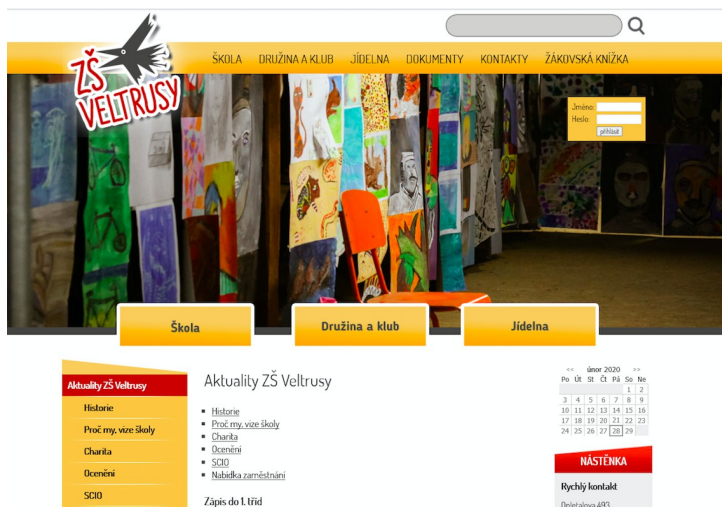 ZŠ
VELTRUSY
ŠKOLA DRUŽINA A KLUB JÍDELNA DOKUMENTY KONTAKTY ŽÁKOVSKÁ KNÍŽKA
Jméno:
Heslo:
přihlásit
Škola
Družina a klub
Jídelna
Aktuality ZŠ Veltrusy
Historie
Proč my, vize školy
Charita
Ocenění
SCIO
Aktuality ZŠ Veltrusy
Historie
Proč my, vize školy
Charita
Ocenění
SCIO
Nabídka zaměstnání
Zápis do 1. tříd
<< únor 2020 >>
Po Út St Čt Pá So Ne
1 2
3 4 5 6 7 8 9
10 11 12 13 14 15 16
17 18 19 20 21 22 23
24 25 26 27 28 29
NÁSTĚNKA
Rychlý kontakt
Opletalova 493